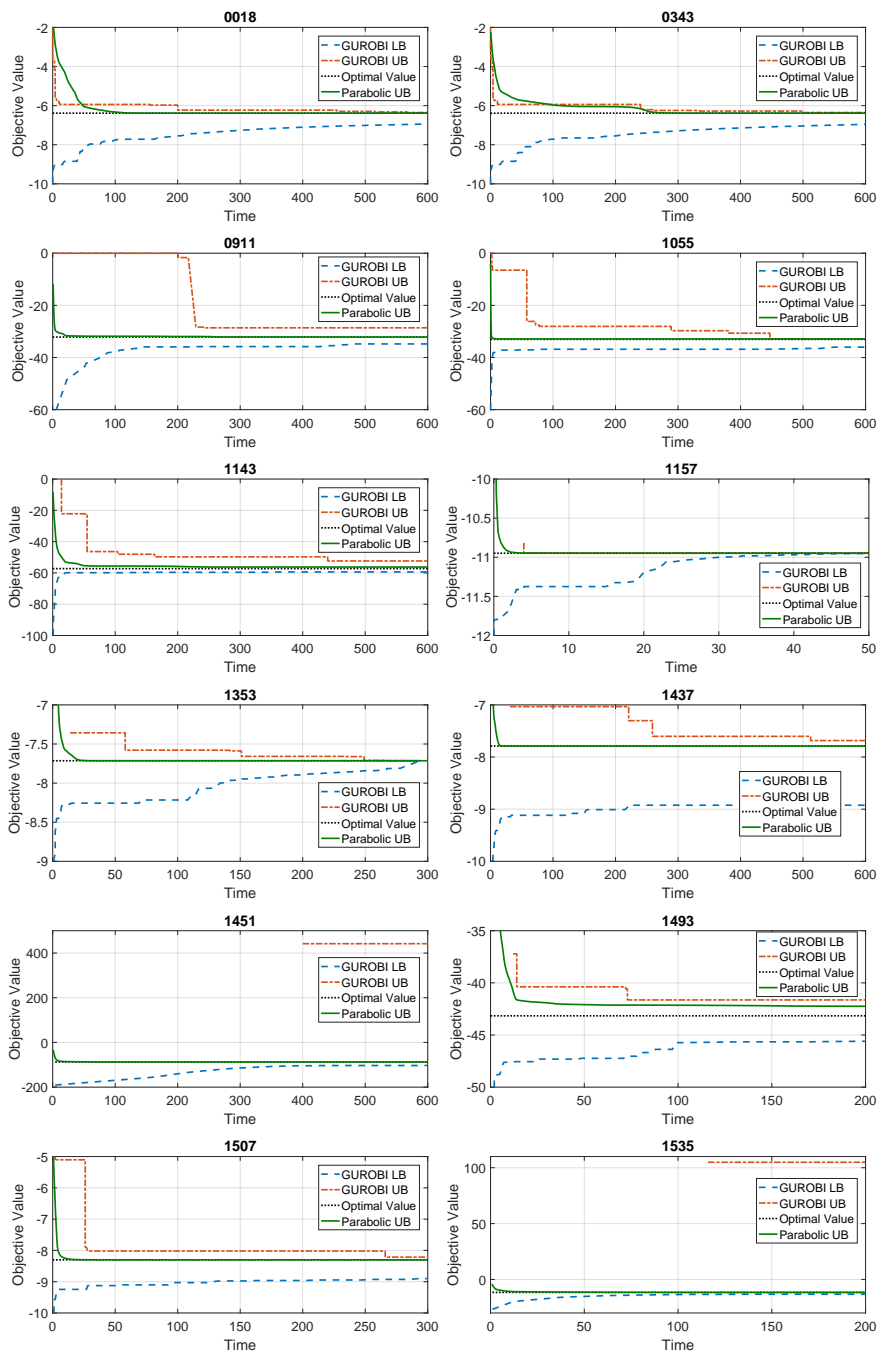 0018
-2
-4
-6
-8
-10
Objective Value
0 100 200 300 400 500 600
Time
GUROBI LB
GUROBI UB
Optimal Value
Parabolic UB
0343
-2
-4
-6
-8
-10
Objective Value
0 100 200 300 400 500 600
Time
GUROBI LB
GUROBI UB
Optimal Value
Parabolic UB
0911
0
-20
-40
-60
Objective Value
0 100 200 300 400 500 600
Time
GUROBI LB
GUROBI UB
Optimal Value
Parabolic UB
1055
0
-20
-40
-60
Objective Value
0 100 200 300 400 500 600
Time
GUROBI LB
GUROBI UB
Optimal Value
Parabolic UB
1143
0
-20
-40
-60
-80
-100
Objective Value
0 100 200 300 400 500 600
Time
GUROBI LB
GUROBI UB
Optimal Value
Parabolic UB
1157
-10
-10.5
-11
-11.5
-12
Objective Value
0 10 20 30 40 50
Time
GUROBI LB
GUROBI UB
Optimal Value
Parabolic UB
1353
-7
-7.5
-8
-8.5
-9
Objective Value
0 50 100 150 200 250 300
Time
GUROBI LB
GUROBI UB
Optimal Value
Parabolic UB
1437
-7
-8
-9
-10
Objective Value
0 100 200 300 400 500 600
Time
GUROBI LB
GUROBI UB
Optimal Value
Parabolic UB
1451
400
200
0
-200
Objective Value
0 100 200 300 400 500 600
Time
GUROBI LB
GUROBI UB
Optimal Value
Parabolic UB
1493
-35
-40
-45
-50
Objective Value
0 50 100 150 200
Time
GUROBI LB
GUROBI UB
Optimal Value
Parabolic UB
1507
-5
-6
-7
-8
-9
-10
Objective Value
0 50 100 150 200 250 300
Time
GUROBI LB
GUROBI UB
Optimal Value
Parabolic UB
1535
100
50
0
Objective Value
0 50 100 150 200
Time
GUROBI LB
GUROBI UB
Optimal Value
Parabolic UB